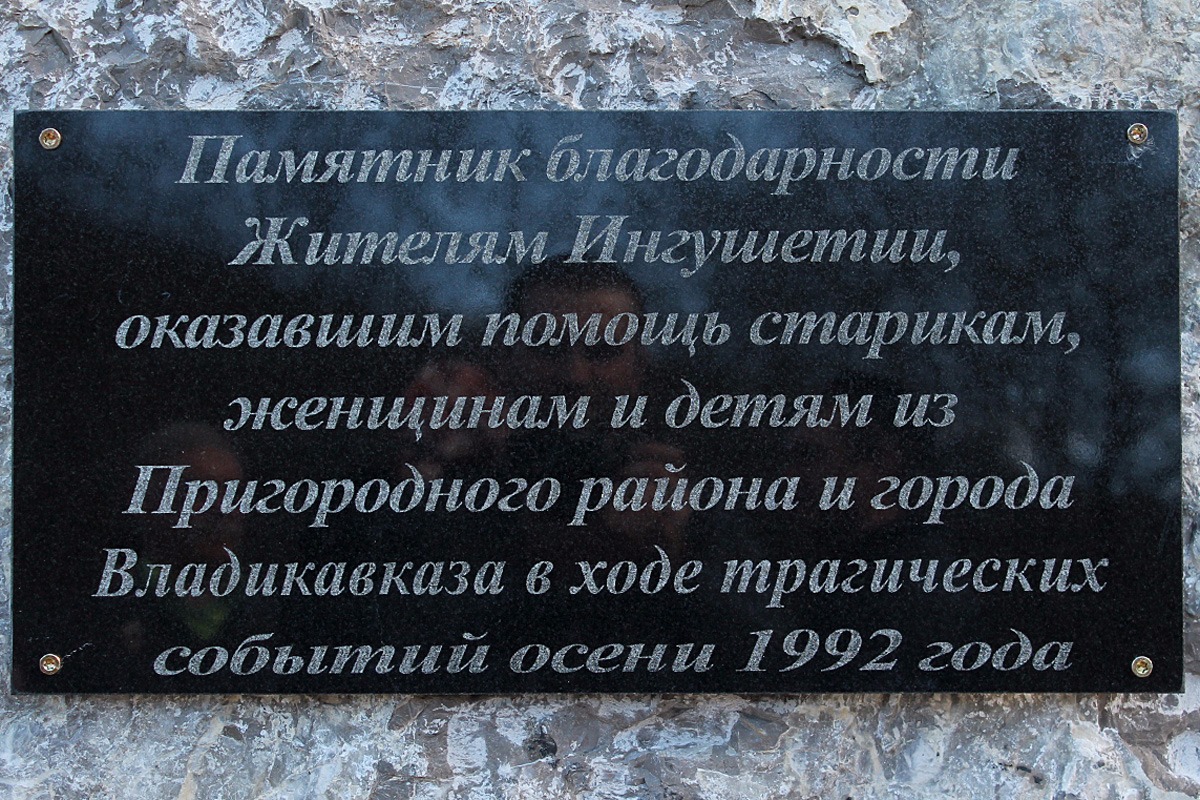 Памятник благодарности
Жителям Ингушетии,
оказавшим помощь старикам,
женщинам и детям из
Пригородного района и города
Владикавказа в ходе трагических
событий осени 1992 года